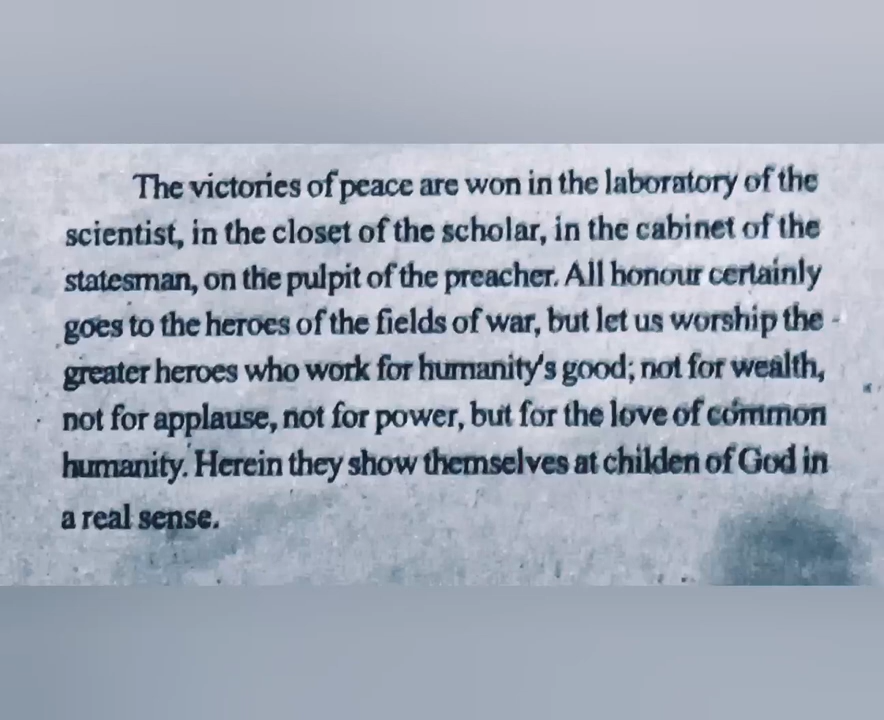 The victories of peace are won in the laboratory of the
scientist, in the closet of the scholar, in the cabinet of the
statesman, on the pulpit of the preacher. All honour certainly
goes to the heroes of the fields of war, but let us worship the
greater heroes who work for humanity's good; not for wealth,
not for applause, not for power, but for the love of common
humanity. Herein they show themselves at childen of God in
a real sense.